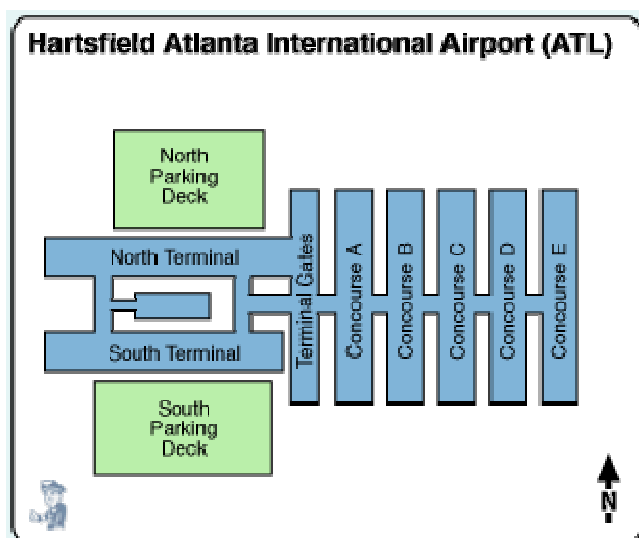 Hartsfield Atlanta International Airport (ATL)
North
Parking
Deck
North Terminal
South Terminal
Terminal Gates
Concourse A
Concourse B
Concourse C
Concourse D
Concourse E
South
Parking
Deck
N